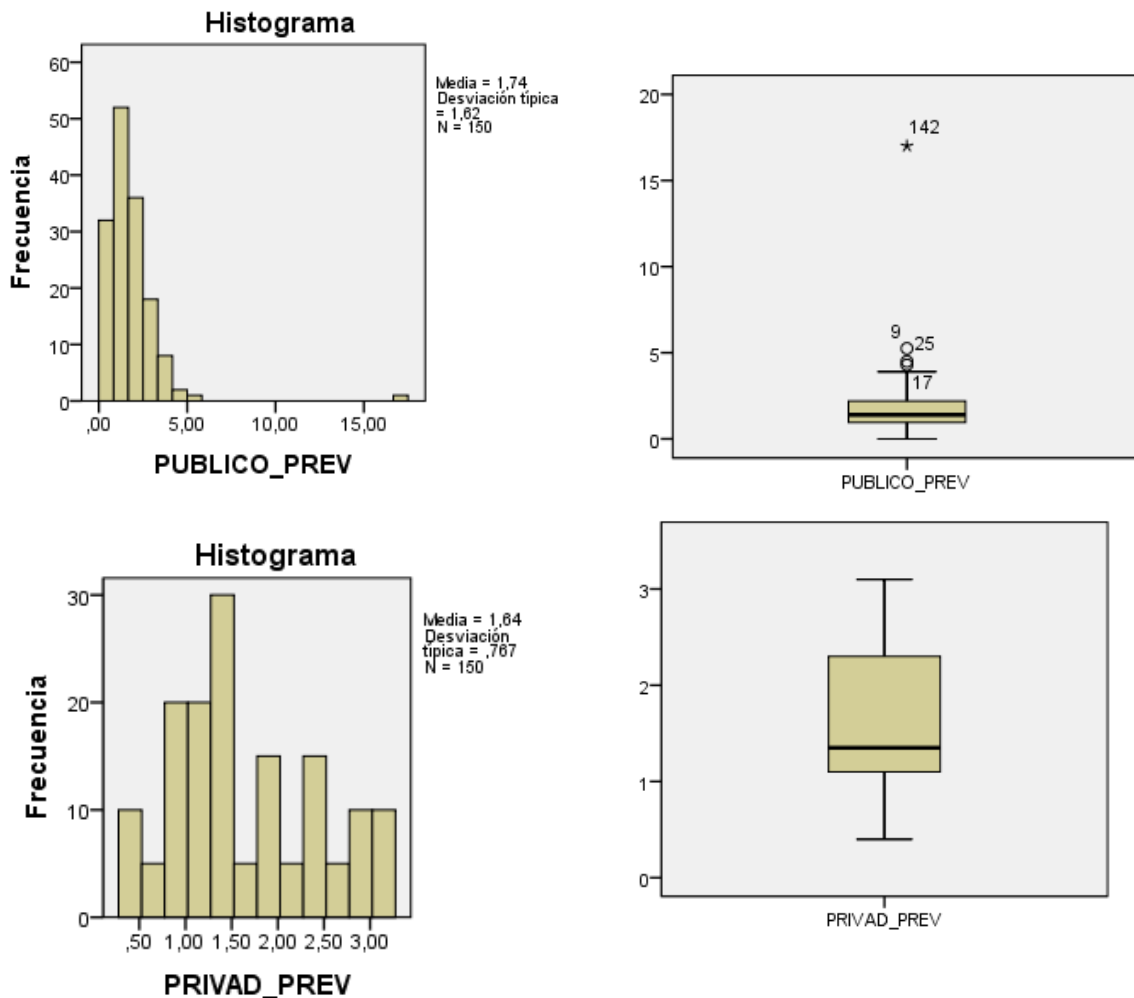 Histograma
60
50
40
30
20
10
0
Frecuencia
,00 5,00 10,00 15,00
PUBLICO_PREV
Media = 1,74
Desviación típica
= 1,62
N = 150
20
15
10
5
0
142
9
25
17
PUBLICO_PREV
Histograma
30
20
10
0
Frecuencia
,50 1,00 1,50 2,00 2,50 3,00
PRIVAD_PREV
Media = 1,64
Desviación
típica = ,767
N = 150
3
2
1
0
PRIVAD_PREV